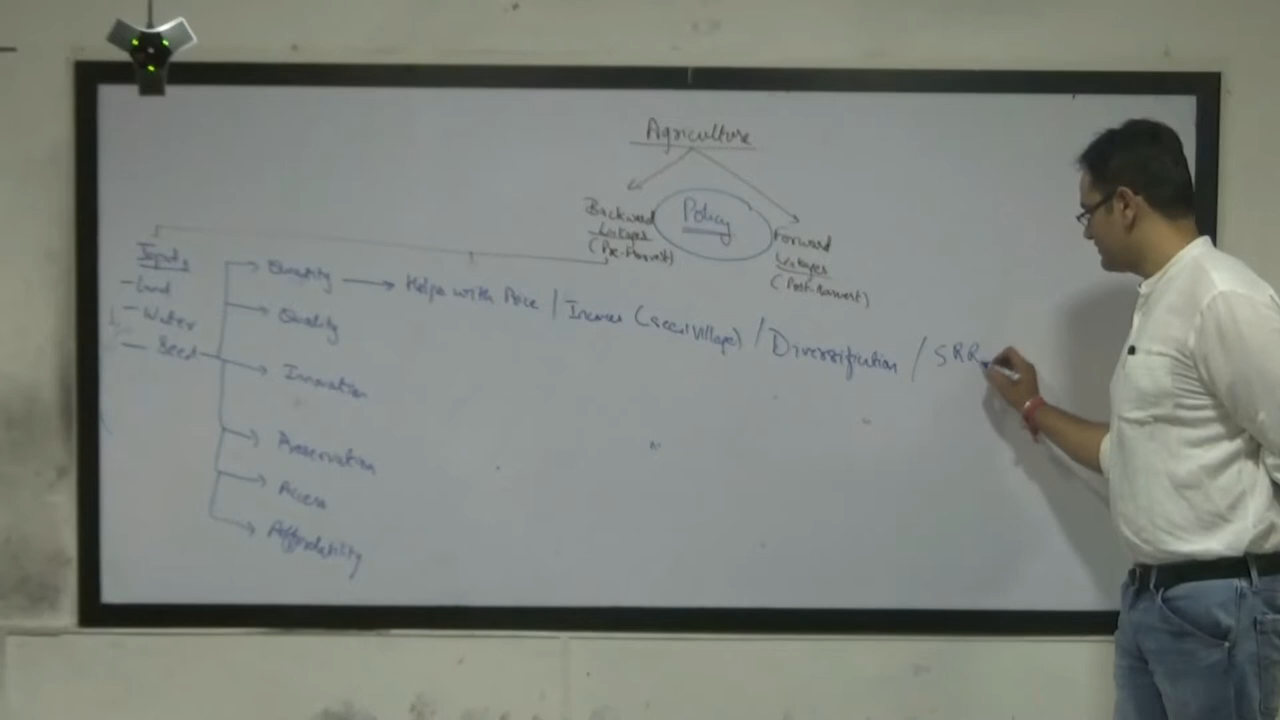 Agriculture
Policy
Backward
Linkages
(Pre-Harvest)
Forward
Linkages
(Post-Harvest)
Inputs
- Land
- Water
- Seed
Quantity → Helps with Price / Income (Seed Village) / Diversification / SRR
Quality
Innovation
Preservation
Access
Affordability